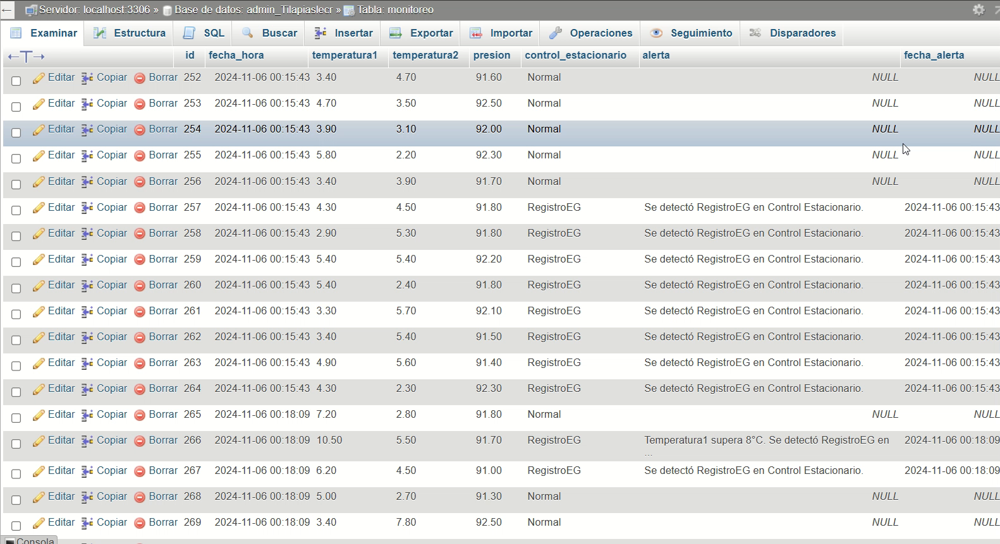 Servidor: localhost:3306 » Base de datos: admin_Tilapiaslecr » Tabla: monitoreo
Examinar Estructura SQL Buscar Insertar Exportar Importar Operaciones Seguimiento Disparadores
←T→ id fecha_hora temperatura1 temperatura2 presion control_estacionario alerta fecha_alerta
Editar Copiar Borrar 252 2024-11-06 00:15:43 3.40 4.70 91.60 Normal NULL NULL
Editar Copiar Borrar 253 2024-11-06 00:15:43 4.70 3.50 92.50 Normal NULL NULL
Editar Copiar Borrar 254 2024-11-06 00:15:43 3.90 3.10 92.00 Normal NULL NULL
Editar Copiar Borrar 255 2024-11-06 00:15:43 5.80 2.20 92.30 Normal NULL NULL
Editar Copiar Borrar 256 2024-11-06 00:15:43 3.40 3.90 91.70 Normal NULL NULL
Editar Copiar Borrar 257 2024-11-06 00:15:43 4.30 4.50 91.80 RegistroEG Se detectó RegistroEG en Control Estacionario. 2024-11-06 00:15:43
Editar Copiar Borrar 258 2024-11-06 00:15:43 2.90 5.30 91.80 RegistroEG Se detectó RegistroEG en Control Estacionario. 2024-11-06 00:15:43
Editar Copiar Borrar 259 2024-11-06 00:15:43 5.40 5.40 92.20 RegistroEG Se detectó RegistroEG en Control Estacionario. 2024-11-06 00:15:43
Editar Copiar Borrar 260 2024-11-06 00:15:43 5.40 2.40 91.80 RegistroEG Se detectó RegistroEG en Control Estacionario. 2024-11-06 00:15:43
Editar Copiar Borrar 261 2024-11-06 00:15:43 3.30 5.70 92.10 RegistroEG Se detectó RegistroEG en Control Estacionario. 2024-11-06 00:15:43
Editar Copiar Borrar 262 2024-11-06 00:15:43 3.40 5.40 91.50 RegistroEG Se detectó RegistroEG en Control Estacionario. 2024-11-06 00:15:43
Editar Copiar Borrar 263 2024-11-06 00:15:43 4.90 5.60 91.40 RegistroEG Se detectó RegistroEG en Control Estacionario. 2024-11-06 00:15:43
Editar Copiar Borrar 264 2024-11-06 00:15:43 4.30 2.30 92.30 RegistroEG Se detectó RegistroEG en Control Estacionario. 2024-11-06 00:15:43
Editar Copiar Borrar 265 2024-11-06 00:18:09 7.20 2.80 91.80 Normal NULL NULL
Editar Copiar Borrar 266 2024-11-06 00:18:09 10.50 5.50 91.70 RegistroEG Temperatura1 supera 8°C. Se detectó RegistroEG en 2024-11-06 00:18:09
...
Editar Copiar Borrar 267 2024-11-06 00:18:09 6.20 4.50 91.00 RegistroEG Se detectó RegistroEG en Control Estacionario. 2024-11-06 00:18:09
Editar Copiar Borrar 268 2024-11-06 00:18:09 5.00 2.70 91.30 Normal NULL NULL
Editar Copiar Borrar 269 2024-11-06 00:18:09 3.40 7.80 92.50 Normal NULL NULL
Consola